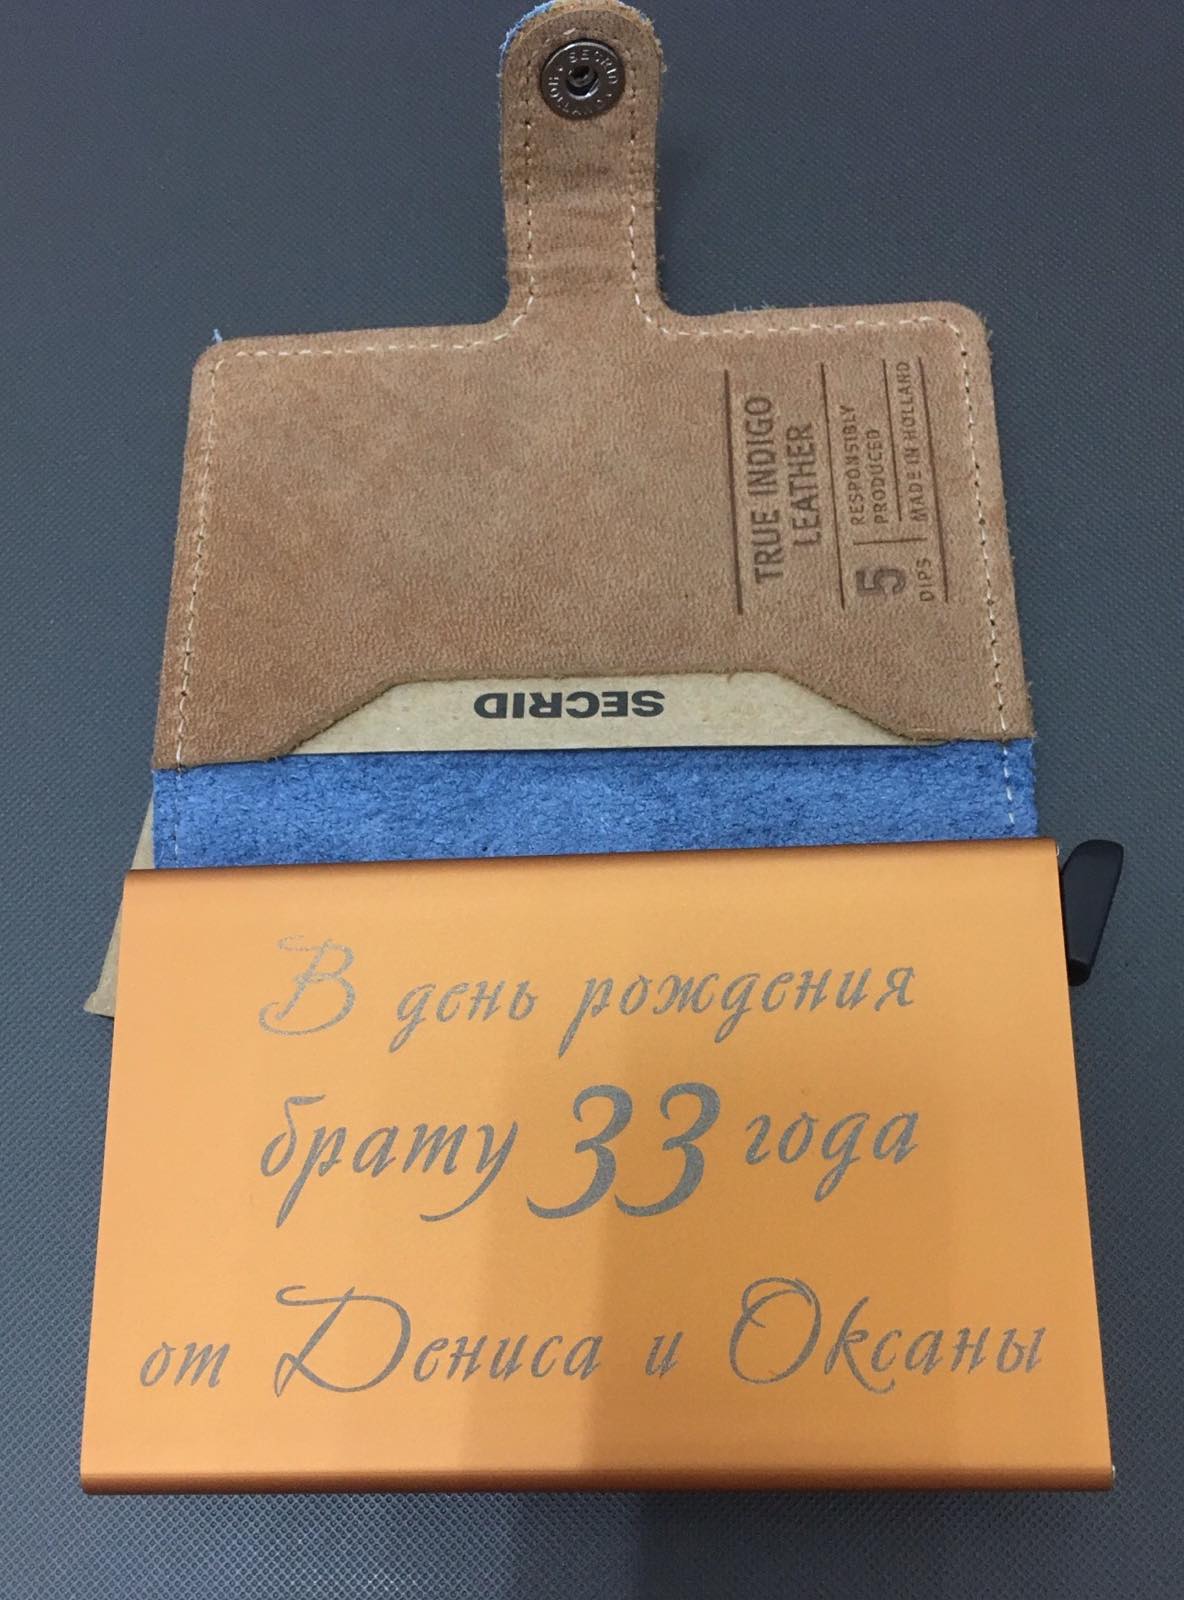 SECRID
TRUE INDIGO
LEATHER
5
DIPS
RESPONSIBLY
PRODUCED
MADE IN HOLLAND
SECRID
В день рождения
брату 33 года
от Дениса и Оксаны